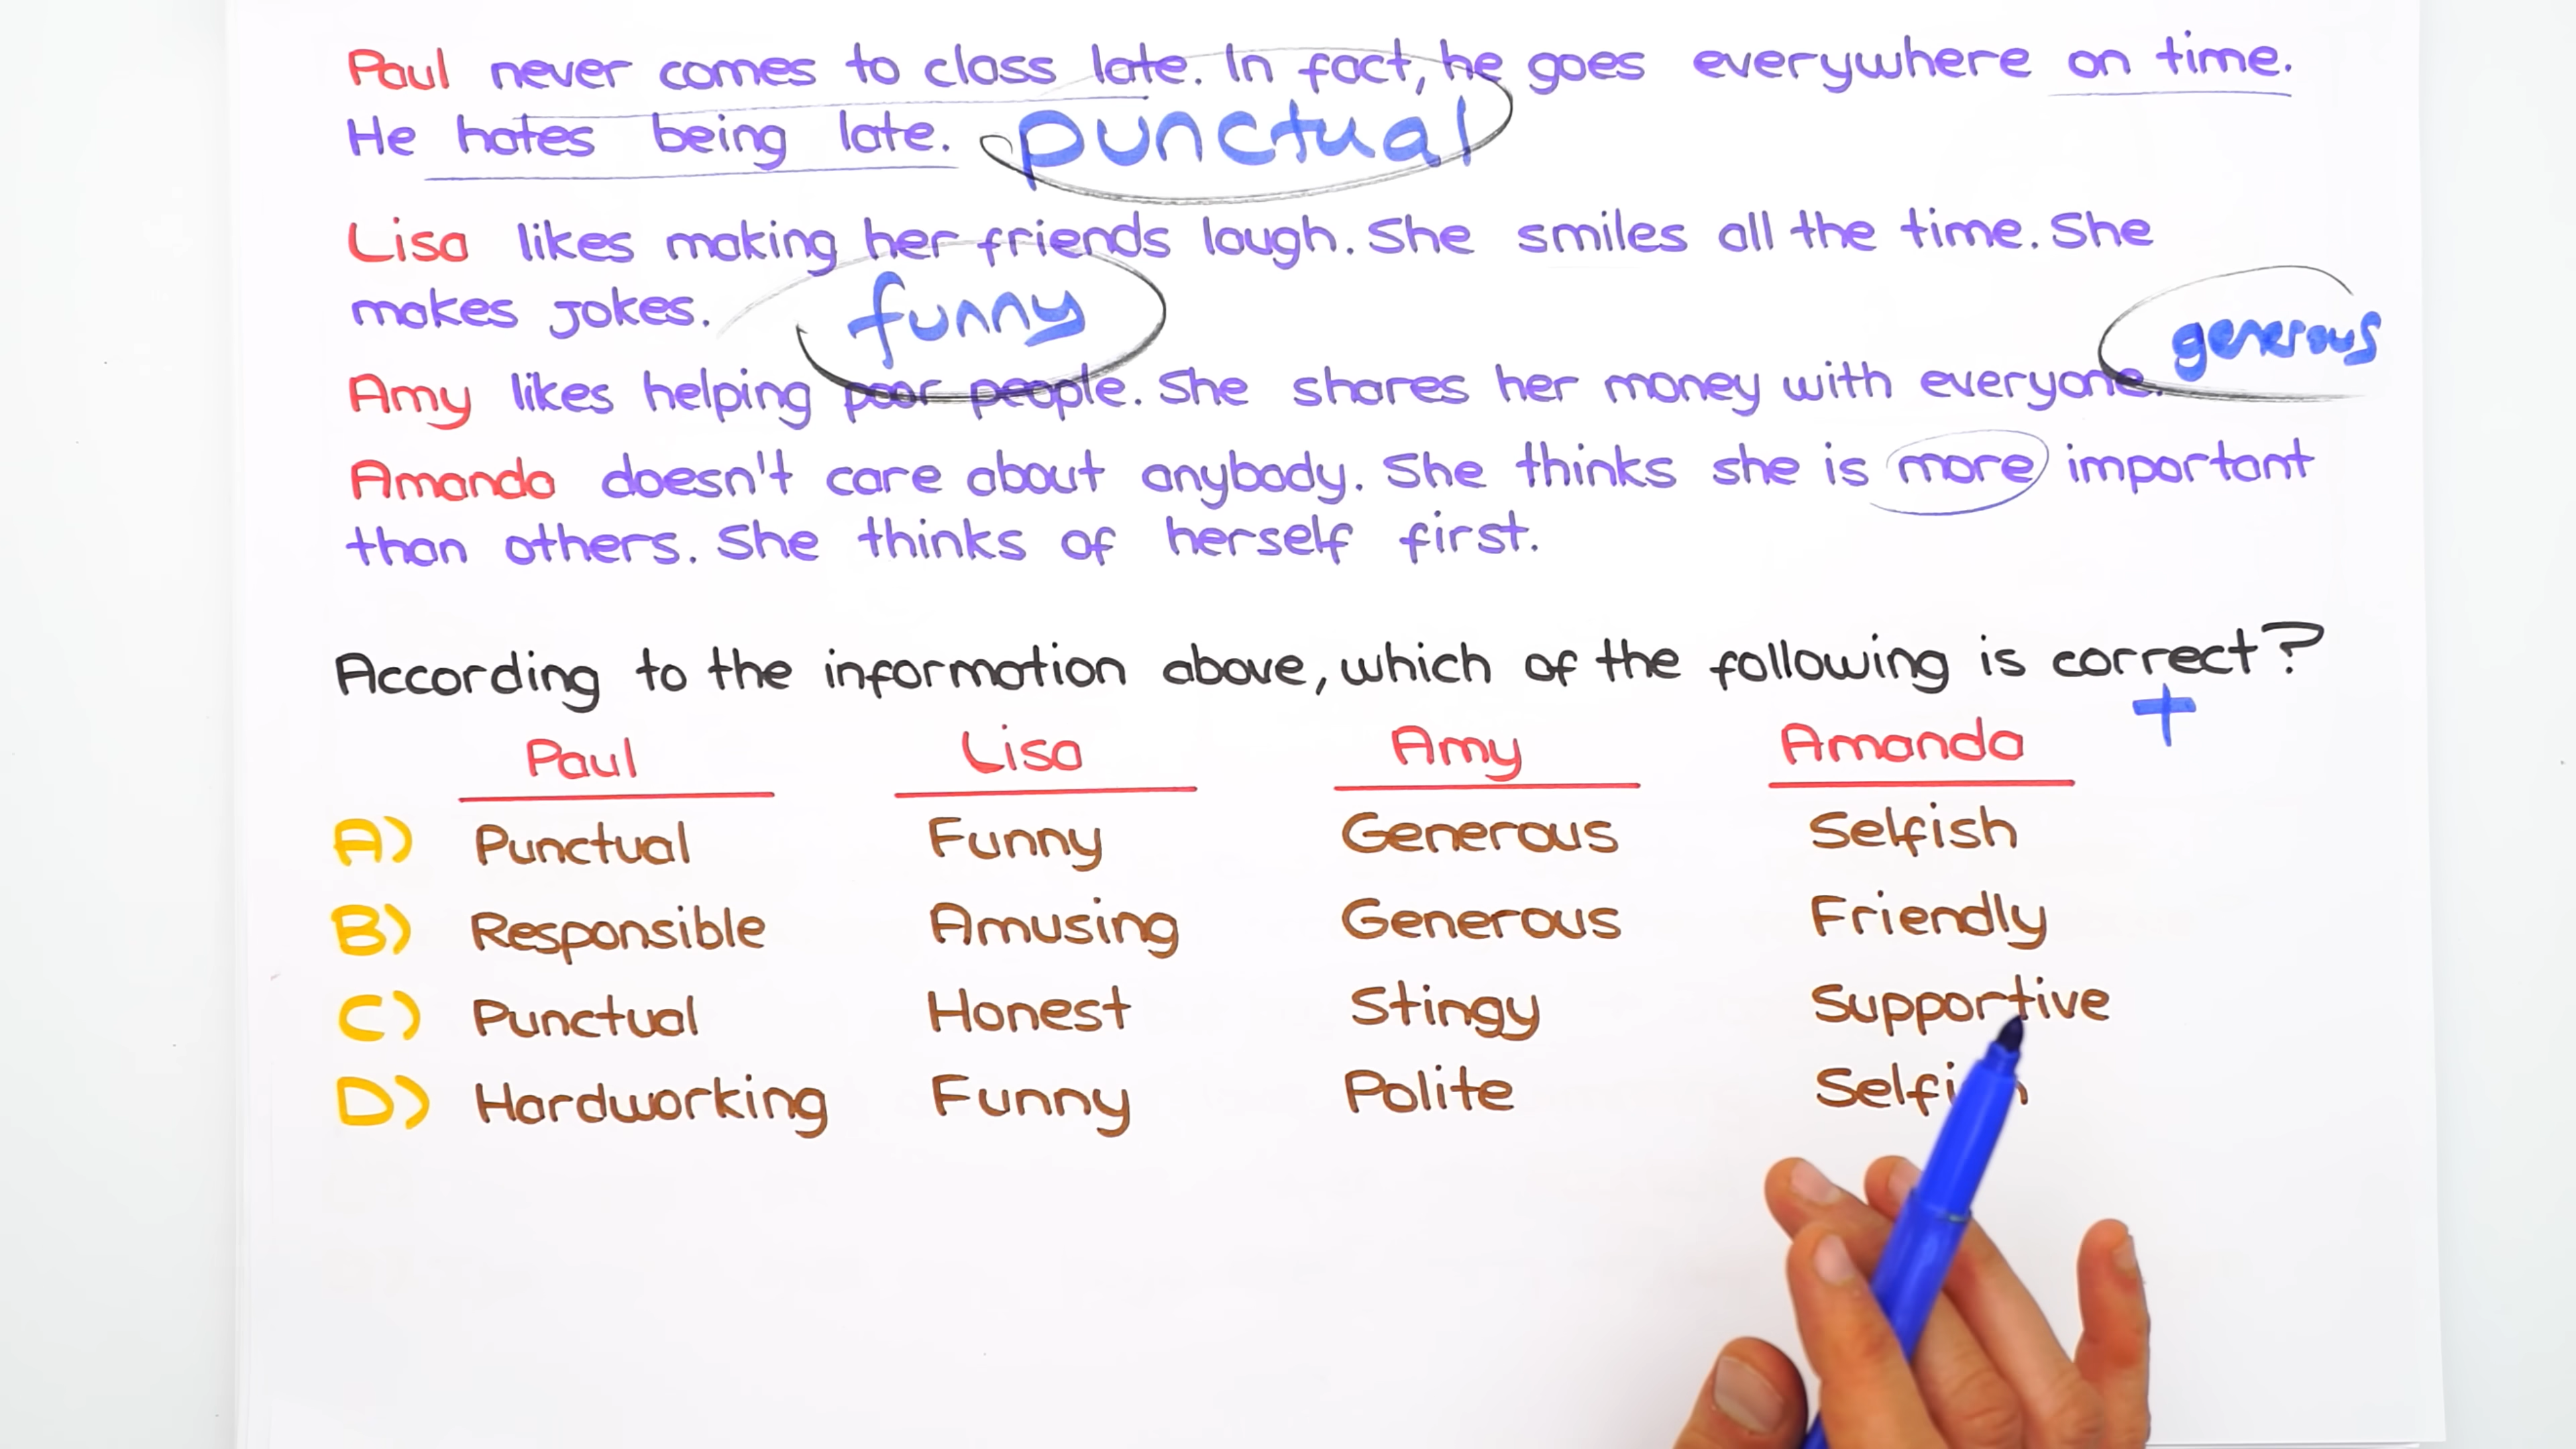 Paul never comes to class late. In fact, he goes everywhere on time.
He hates being late. punctual
Lisa likes making her friends laugh. She smiles all the time. She
makes jokes. funny
generous
Amy likes helping poor people. She shares her money with everyone.
Amanda doesn't care about anybody. She thinks she is more important
than others. She thinks of herself first.
According to the information above, which of the following is correct?
+
Paul Lisa Amy Amanda
A) Punctual Funny Generous Selfish
B) Responsible Amusing Generous Friendly
C) Punctual Honest Stingy Supportive
D) Hardworking Funny Polite Selfish